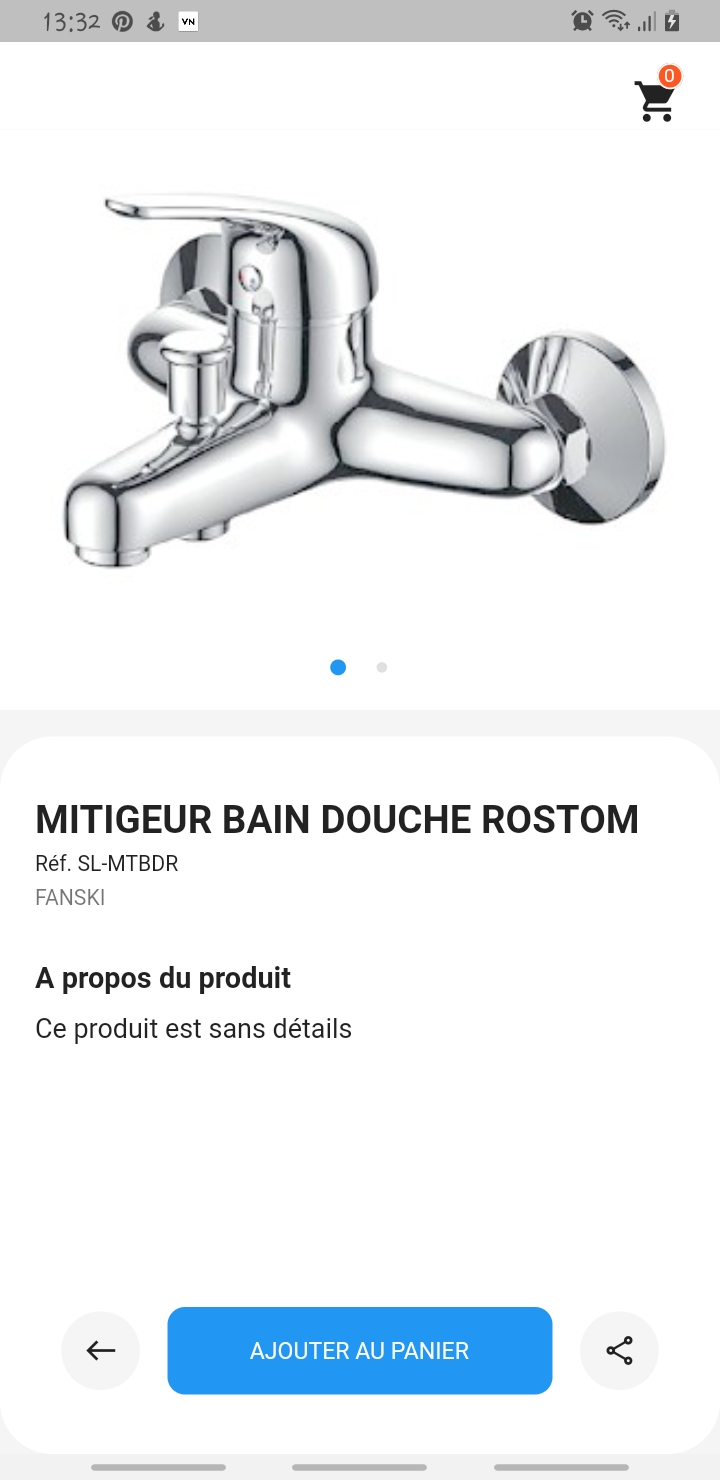 13:32
VN
0
MITIGEUR BAIN DOUCHE ROSTOM
Réf. SL-MTBDR
FANSKI
A propos du produit
Ce produit est sans détails
AJOUTER AU PANIER